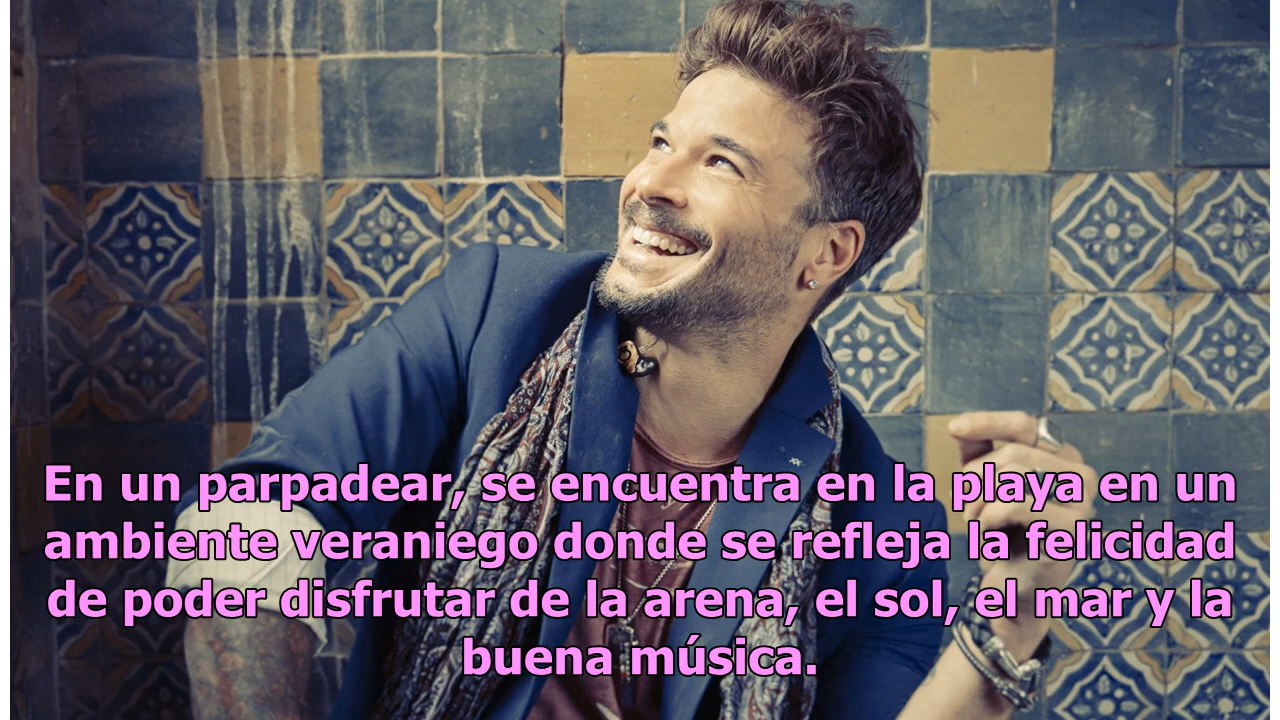 En un parpadear, se encuentra en la playa en un
ambiente veraniego donde se refleja la felicidad
de poder disfrutar de la arena, el sol, el mar y la
buena música.